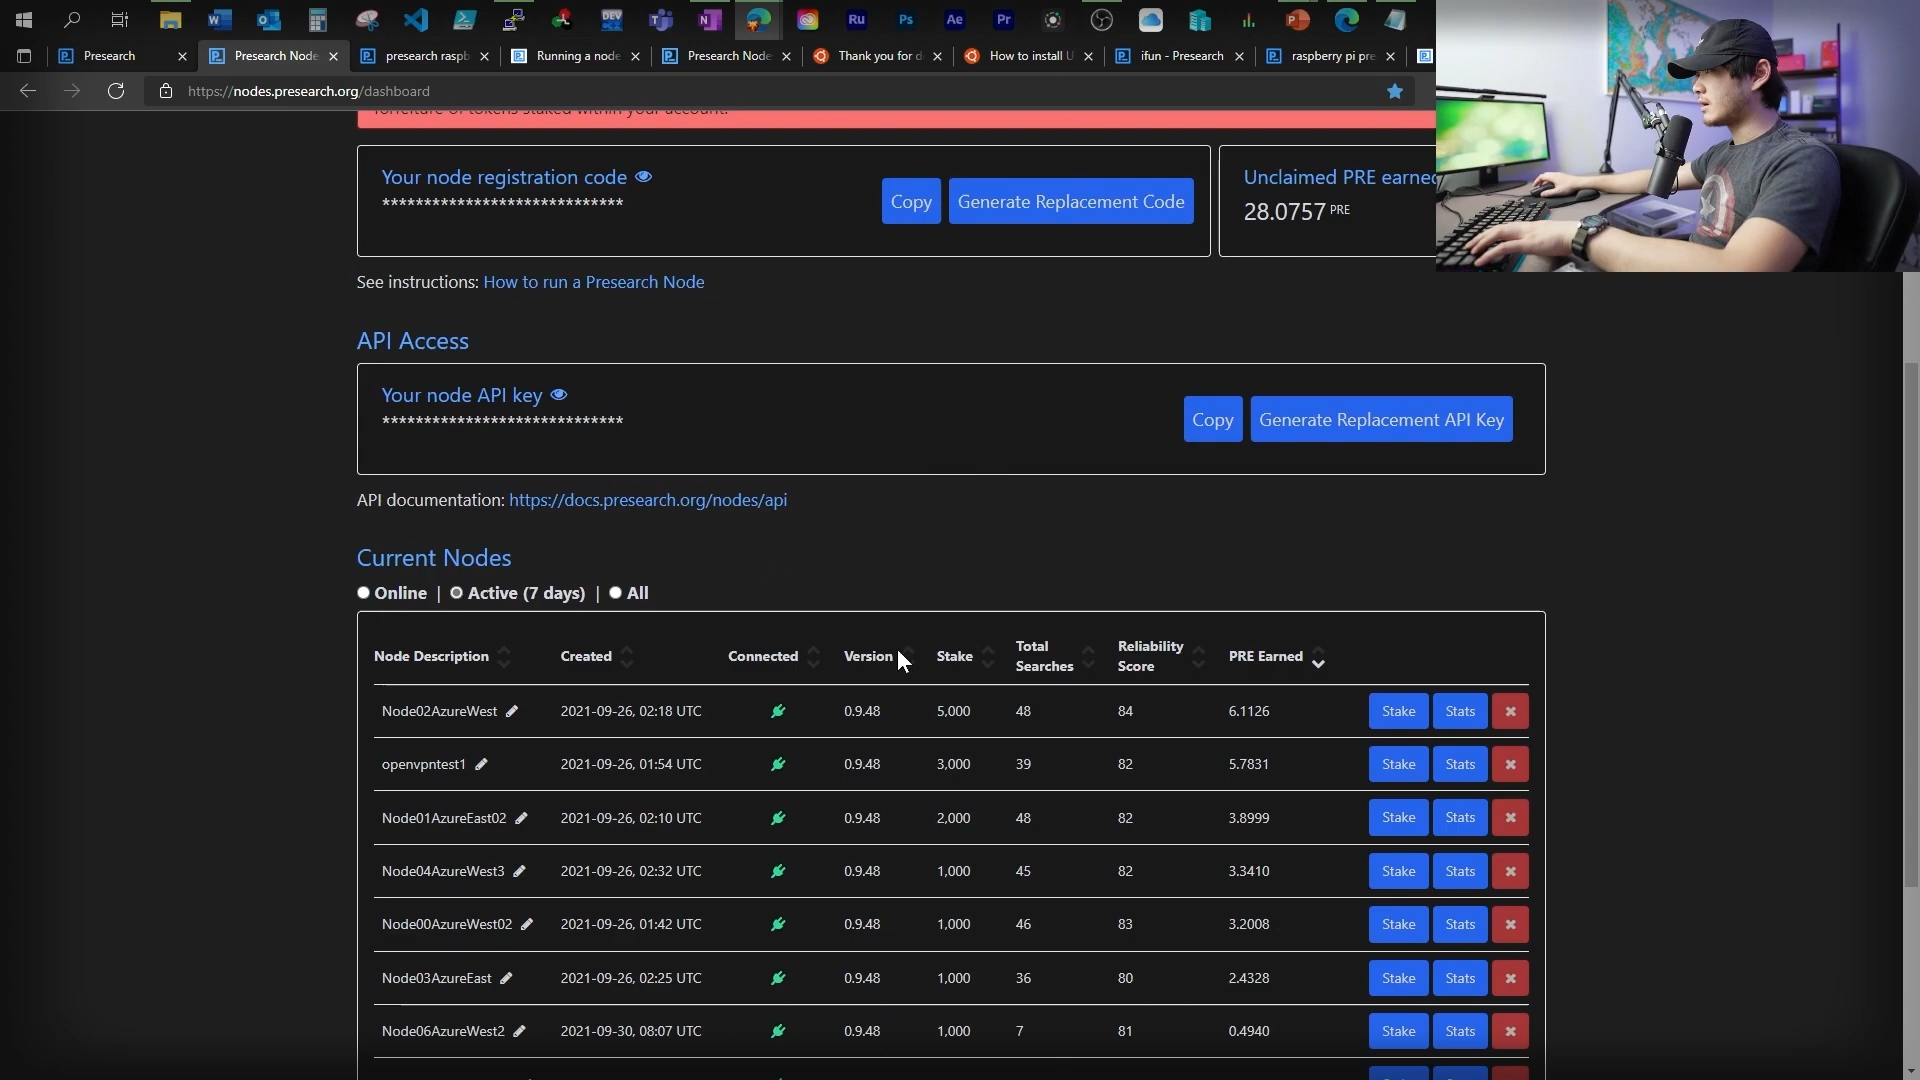 Presearch
Presearch Node
presearch raspb
Running a node
Presearch Node
Thank you for d
How to install U
ifun - Presearch
raspberry pi pre
https://nodes.presearch.org/dashboard
forfeiture of tokens staked within your account.
Your node registration code
****************************
Copy
Generate Replacement Code
Unclaimed PRE earned
28.0757 PRE
See instructions: How to run a Presearch Node
API Access
Your node API key
****************************
Copy
Generate Replacement API Key
API documentation: https://docs.presearch.org/nodes/api
Current Nodes
Online | Active (7 days) | All
Node Description Created Connected Version Stake Total Searches Reliability Score PRE Earned
Node02AzureWest 2021-09-26, 02:18 UTC 0.9.48 5,000 48 84 6.1126 Stake Stats
openvpntest1 2021-09-26, 01:54 UTC 0.9.48 3,000 39 82 5.7831 Stake Stats
Node01AzureEast02 2021-09-26, 02:10 UTC 0.9.48 2,000 48 82 3.8999 Stake Stats
Node04AzureWest3 2021-09-26, 02:32 UTC 0.9.48 1,000 45 82 3.3410 Stake Stats
Node00AzureWest02 2021-09-26, 01:42 UTC 0.9.48 1,000 46 83 3.2008 Stake Stats
Node03AzureEast 2021-09-26, 02:25 UTC 0.9.48 1,000 36 80 2.4328 Stake Stats
Node06AzureWest2 2021-09-30, 08:07 UTC 0.9.48 1,000 7 81 0.4940 Stake Stats